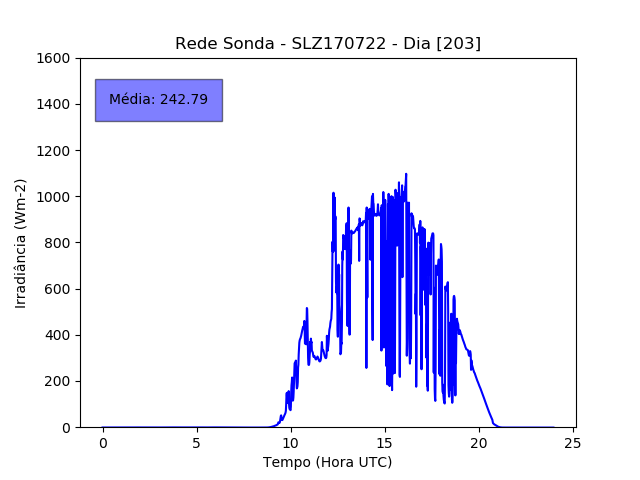 Rede Sonda - SLZ170722 - Dia [203]
1600
1400
1200
1000
800
600
400
200
0
Média: 242.79
Irradiância (Wm-2)
0 5 10 15 20 25
Tempo (Hora UTC)